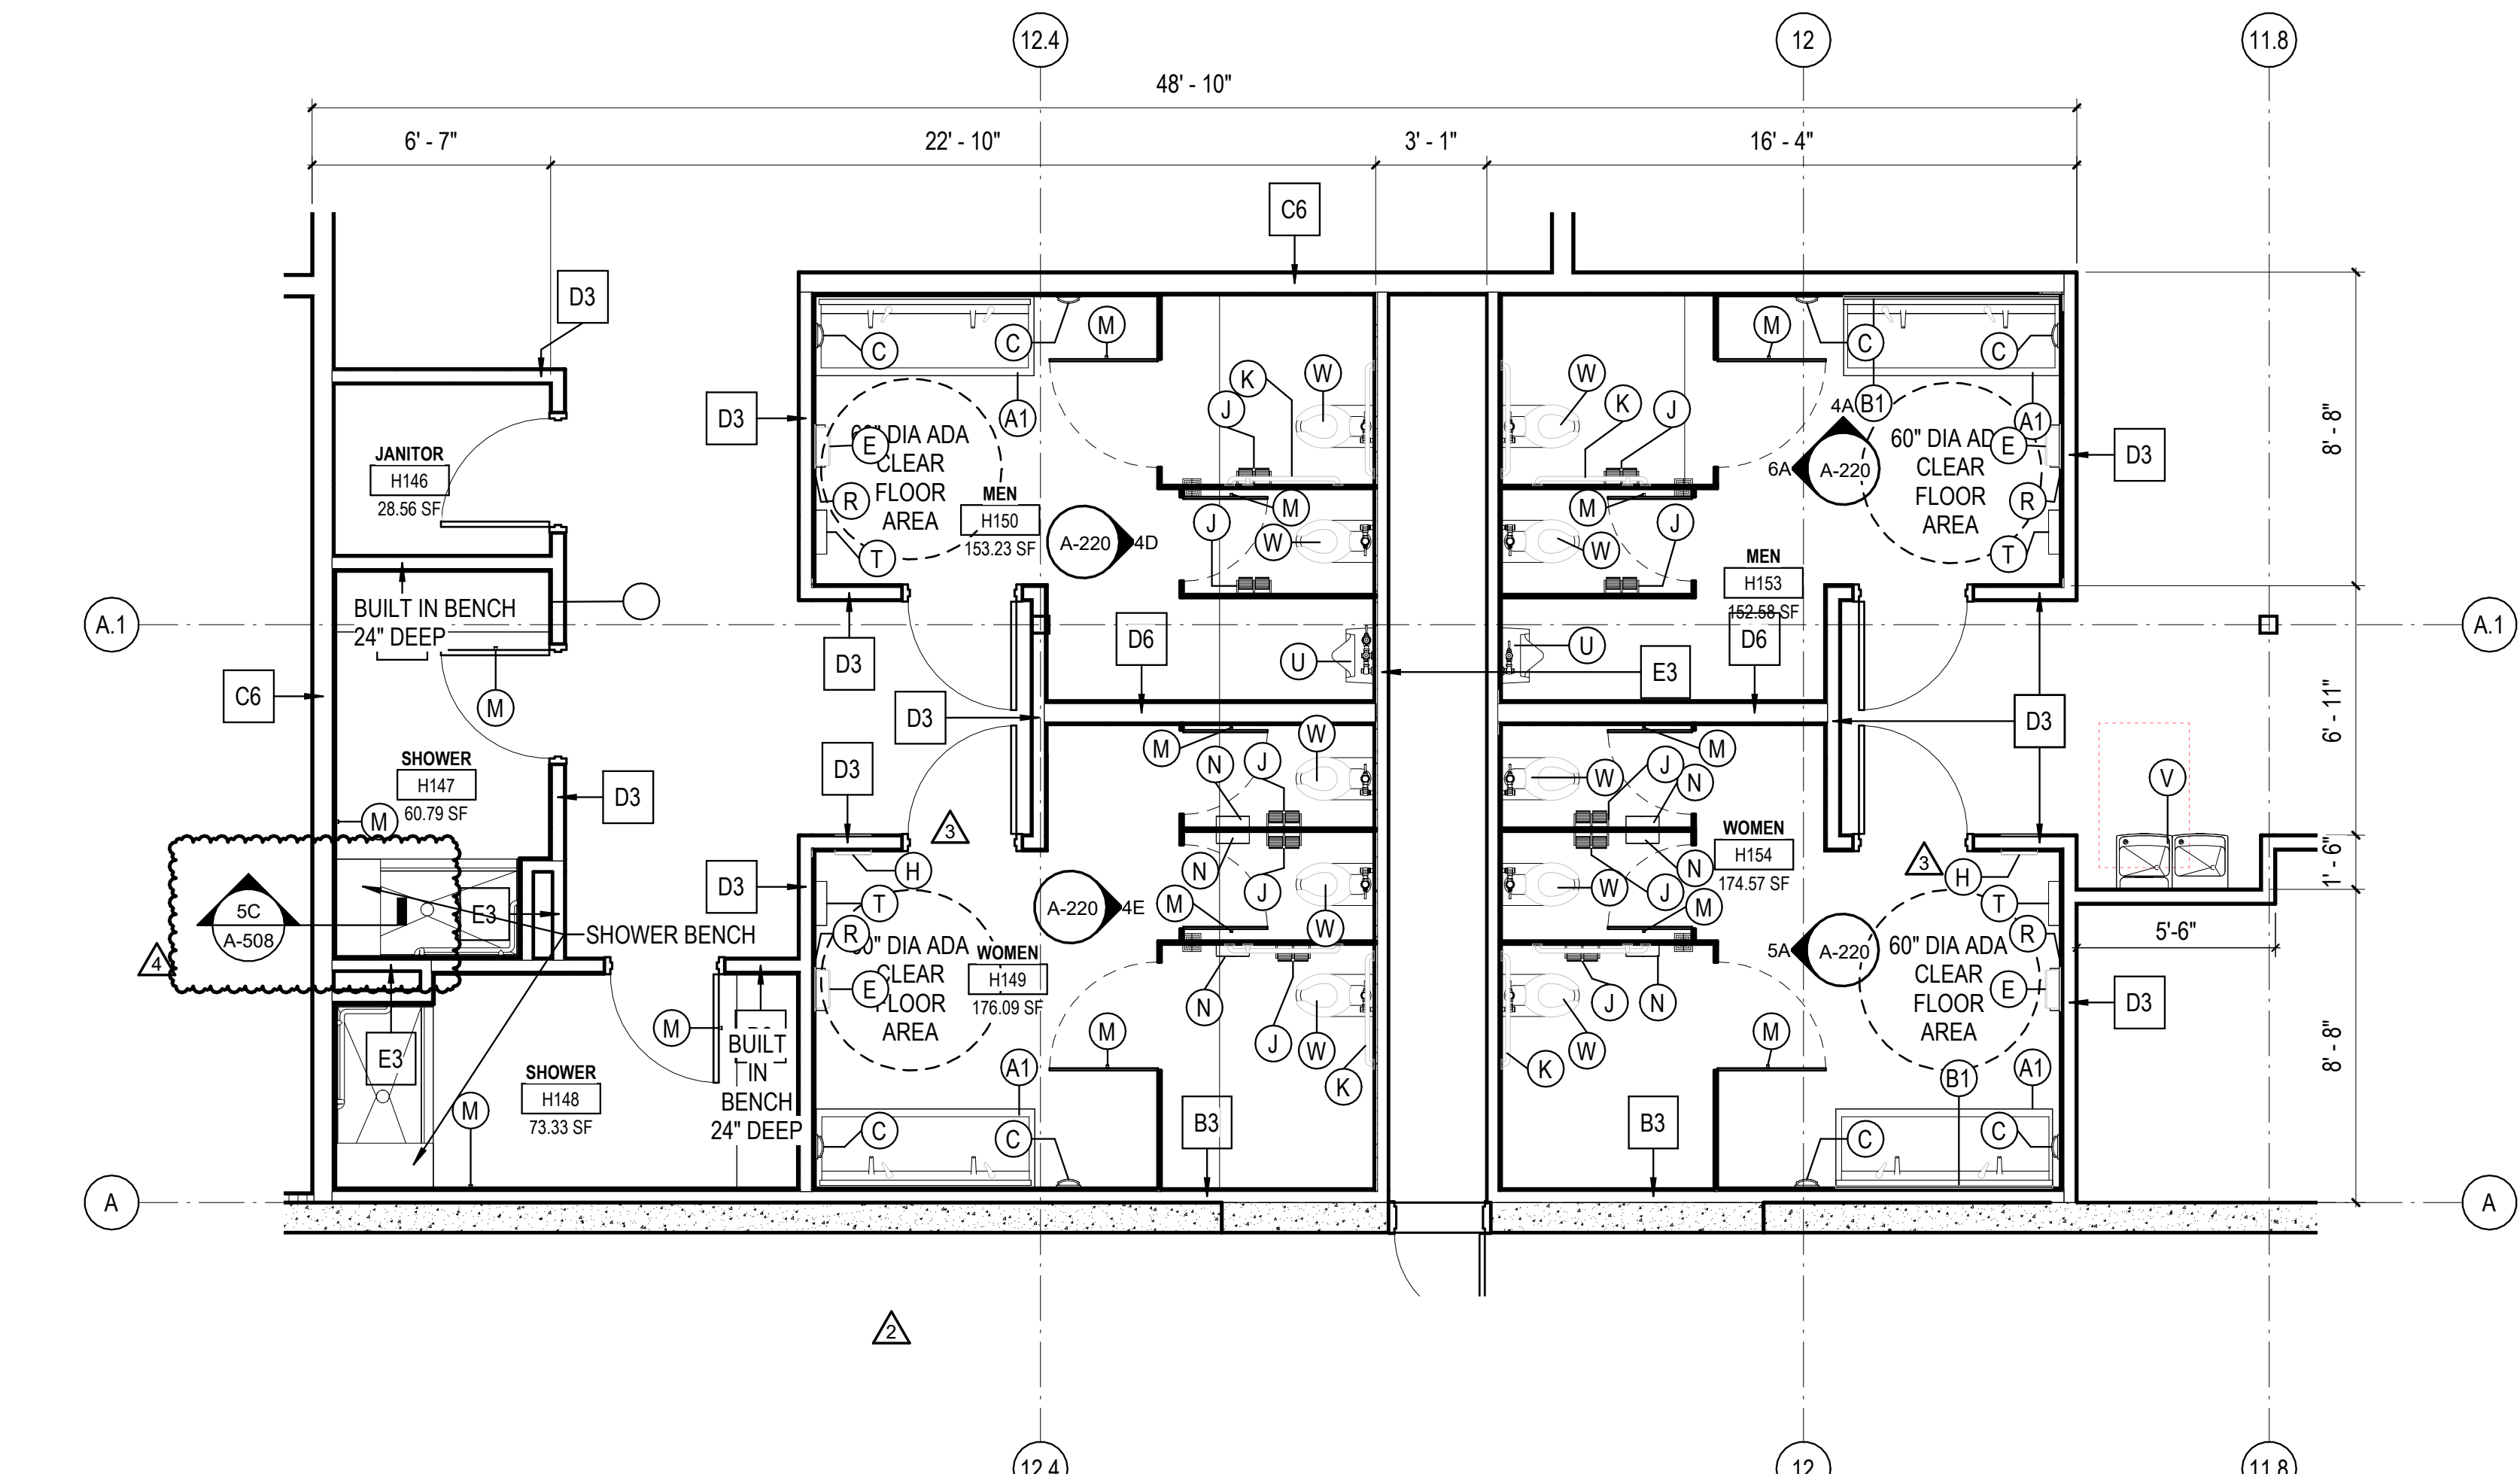 12.4
12
11.8
48' - 10"
6' - 7"
22' - 10"
3' - 1"
16' - 4"
C6
D3
M
M
C
C
C
C
K
W
W
K
J
J
A1
4A
B1
A1
D3
8' - 8"
60" DIA ADA
CLEAR
FLOOR
AREA
E
R
T
MEN
H150
153.23 SF
A-220
4D
J
M
W
M
W
J
6A
A-220
60" DIA ADA
CLEAR
FLOOR
AREA
E
R
T
D3
JANITOR
H146
28.56 SF
MEN
H153
152.58 SF
A.1
BUILT IN BENCH
24" DEEP
D3
D6
U
U
E3
D6
A.1
C6
M
D3
D3
6' - 11"
SHOWER
H147
60.79 SF
D3
D3
M
W
N
J
W
J
N
M
V
M
3
WOMEN
H154
174.57 SF
3
5C
A-508
4
E3
SHOWER BENCH
D3
H
T
R
60" DIA ADA
CLEAR
FLOOR
AREA
E
WOMEN
H149
176.09 SF
A-220
4E
N
J
M
W
W
J
N
M
5A
A-220
H
T
R
60" DIA ADA
CLEAR
FLOOR
AREA
E
1' - 6"
5'-6"
D3
N
J
W
K
J
N
W
K
M
M
M
E3
BUILT
IN
BENCH
24" DEEP
SHOWER
H148
73.33 SF
M
A1
C
C
B3
B3
B1
A1
C
C
8' - 8"
A
A
2
12.4
12
11.8